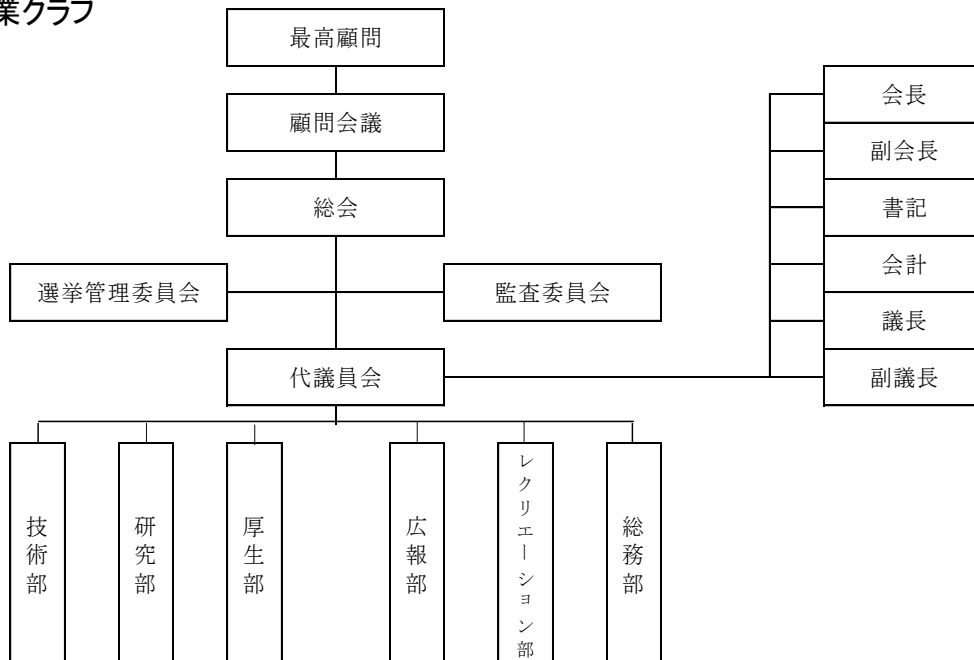 業クラブ
最高顧問
顧問会議
総会
選挙管理委員会
監査委員会
代議員会
会長
副会長
書記
会計
議長
副議長
技術部
研究部
厚生部
広報部
レクリエーション部
総務部